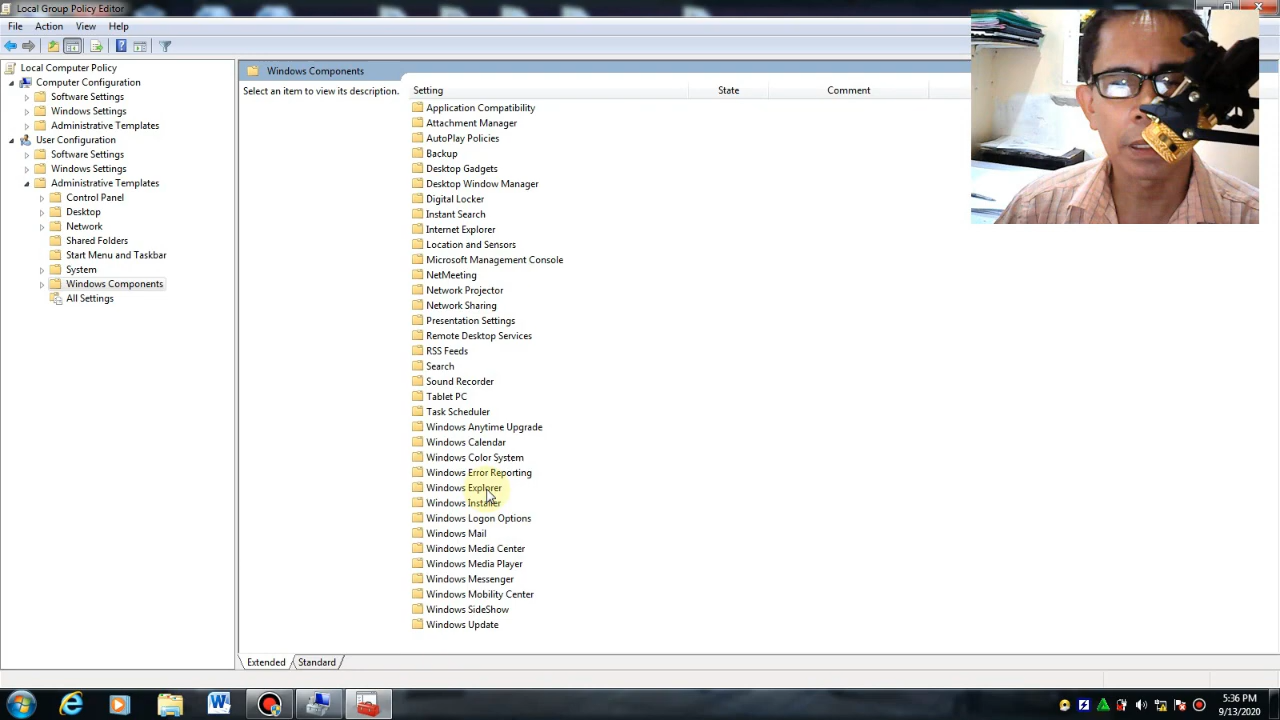 Local Group Policy Editor
File Action View Help
Local Computer Policy
Computer Configuration
Software Settings
Windows Settings
Administrative Templates
User Configuration
Software Settings
Windows Settings
Administrative Templates
Control Panel
Desktop
Network
Shared Folders
Start Menu and Taskbar
System
Windows Components
All Settings
Windows Components
Select an item to view its description.
Setting State Comment
Application Compatibility
Attachment Manager
AutoPlay Policies
Backup
Desktop Gadgets
Desktop Window Manager
Digital Locker
Instant Search
Internet Explorer
Location and Sensors
Microsoft Management Console
NetMeeting
Network Projector
Network Sharing
Presentation Settings
Remote Desktop Services
RSS Feeds
Search
Sound Recorder
Tablet PC
Task Scheduler
Windows Anytime Upgrade
Windows Calendar
Windows Color System
Windows Error Reporting
Windows Explorer
Windows Installer
Windows Logon Options
Windows Mail
Windows Media Center
Windows Media Player
Windows Messenger
Windows Mobility Center
Windows SideShow
Windows Update
Extended Standard
5:36 PM
9/13/2020